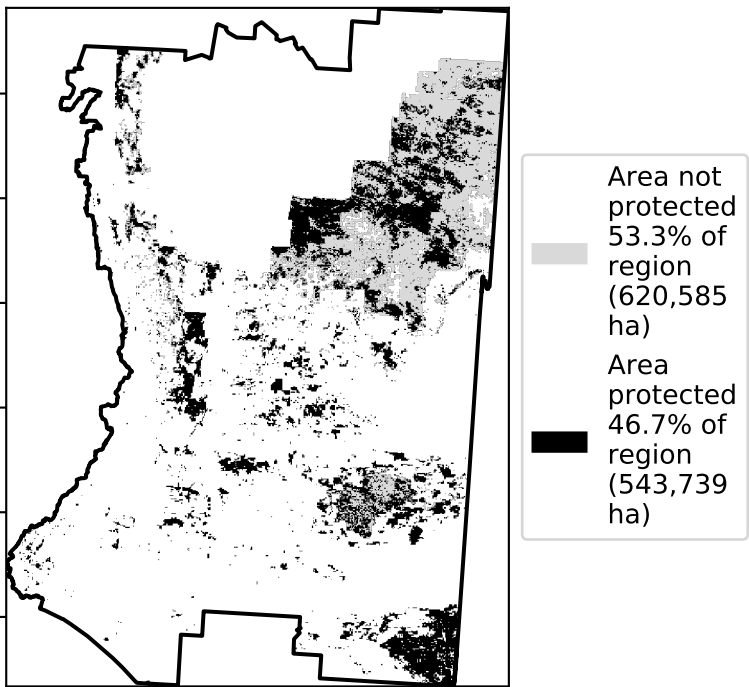 Area not
protected
53.3% of
region
(620,585
ha)
Area
protected
46.7% of
region
(543,739
ha)